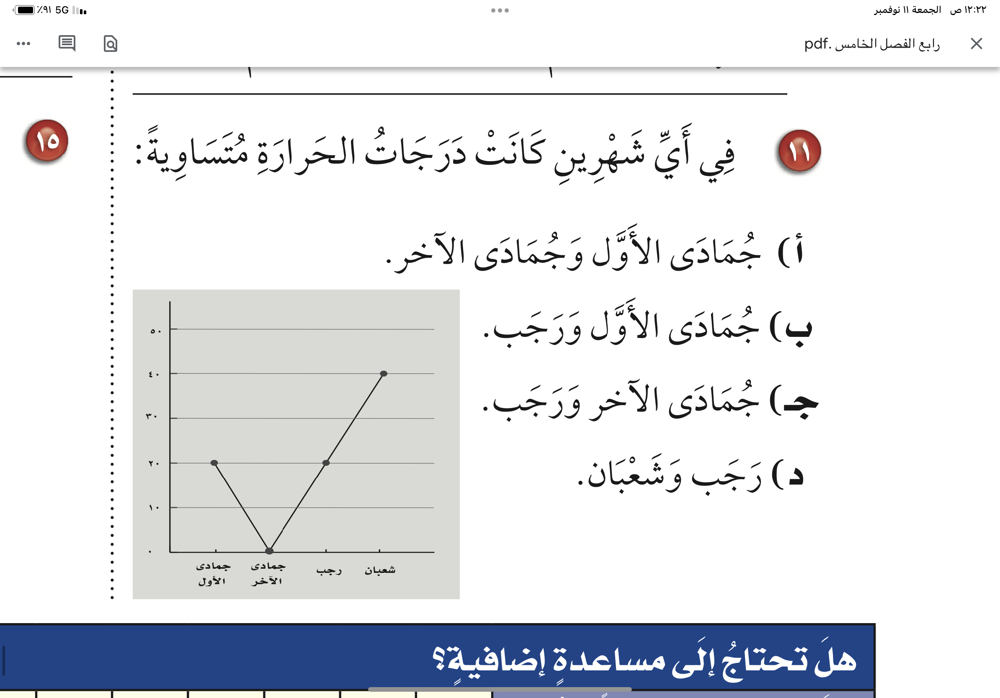 ١٢:٢٢ ص الجمعة ١١ نوفمبر
٪٩١ 5G
رابع الفصل الخامس .pdf
١١
فِي أَيِّ شَهْرِينِ كَانَتْ دَرَجَاتُ الحَرارَةِ مُتَسَاوِيةً:
١٥
أ) جُمَادَى الأَوَّل وَجُمَادَى الآخر.
ب) جُمَادَى الأَوَّل وَرَجَب.
جـ) جُمَادَى الآخر وَرَجَب.
د) رَجَب وَشَعْبَان.
٥٠
٤٠
٣٠
٢٠
١٠
٠
جمادى الأول
جمادى الآخر
رجب
شعبان
هلَ تحتاجُ إلَى مساعدةٍ إضافيةٍ؟